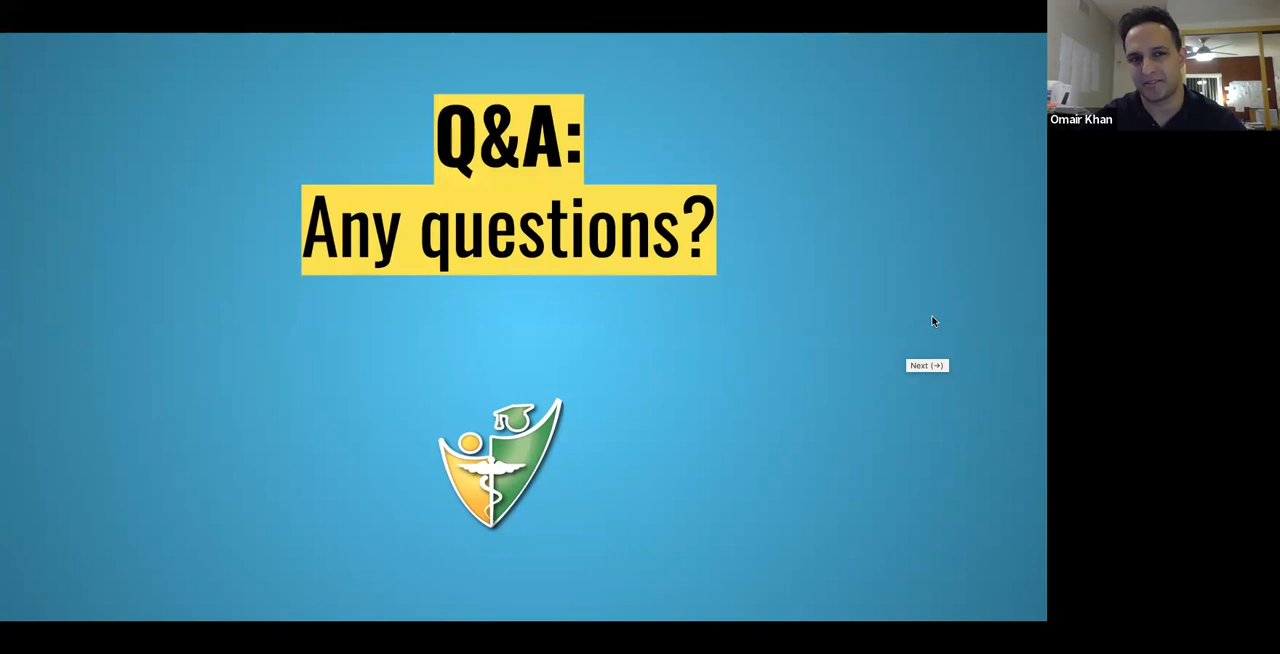 Q&A:
Any questions?
Omair Khan
Next (→)